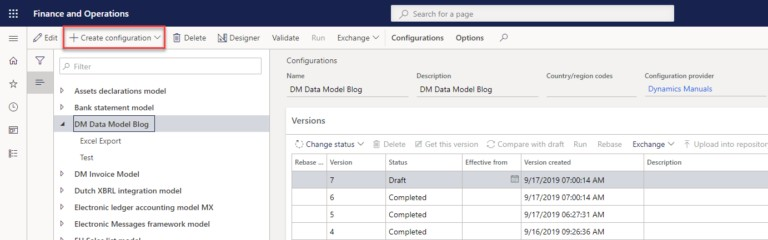 Finance and Operations
Search for a page
Edit
Create configuration
Delete
Designer
Validate
Run
Exchange
Configurations
Options
Filter
Assets declarations model
Bank statement model
DM Data Model Blog
Excel Export
Test
DM Invoice Model
Dutch XBRL integration model
Electronic ledger accounting model MX
Electronic Messages framework model
EU Sales list model
Configurations
Name Description Country/region codes Configuration provider
DM Data Model Blog DM Data Model Blog Dynamics Manuals
Versions
Change status Delete Get this version Compare with draft Run Rebase Exchange Upload into repositor
Rebase ... Version Status Effective from Version created Description
7 Draft 9/17/2019 07:00:14 AM
6 Completed 9/17/2019 07:00:14 AM
5 Completed 9/17/2019 06:27:31 AM
4 Completed 9/16/2019 09:26:36 AM